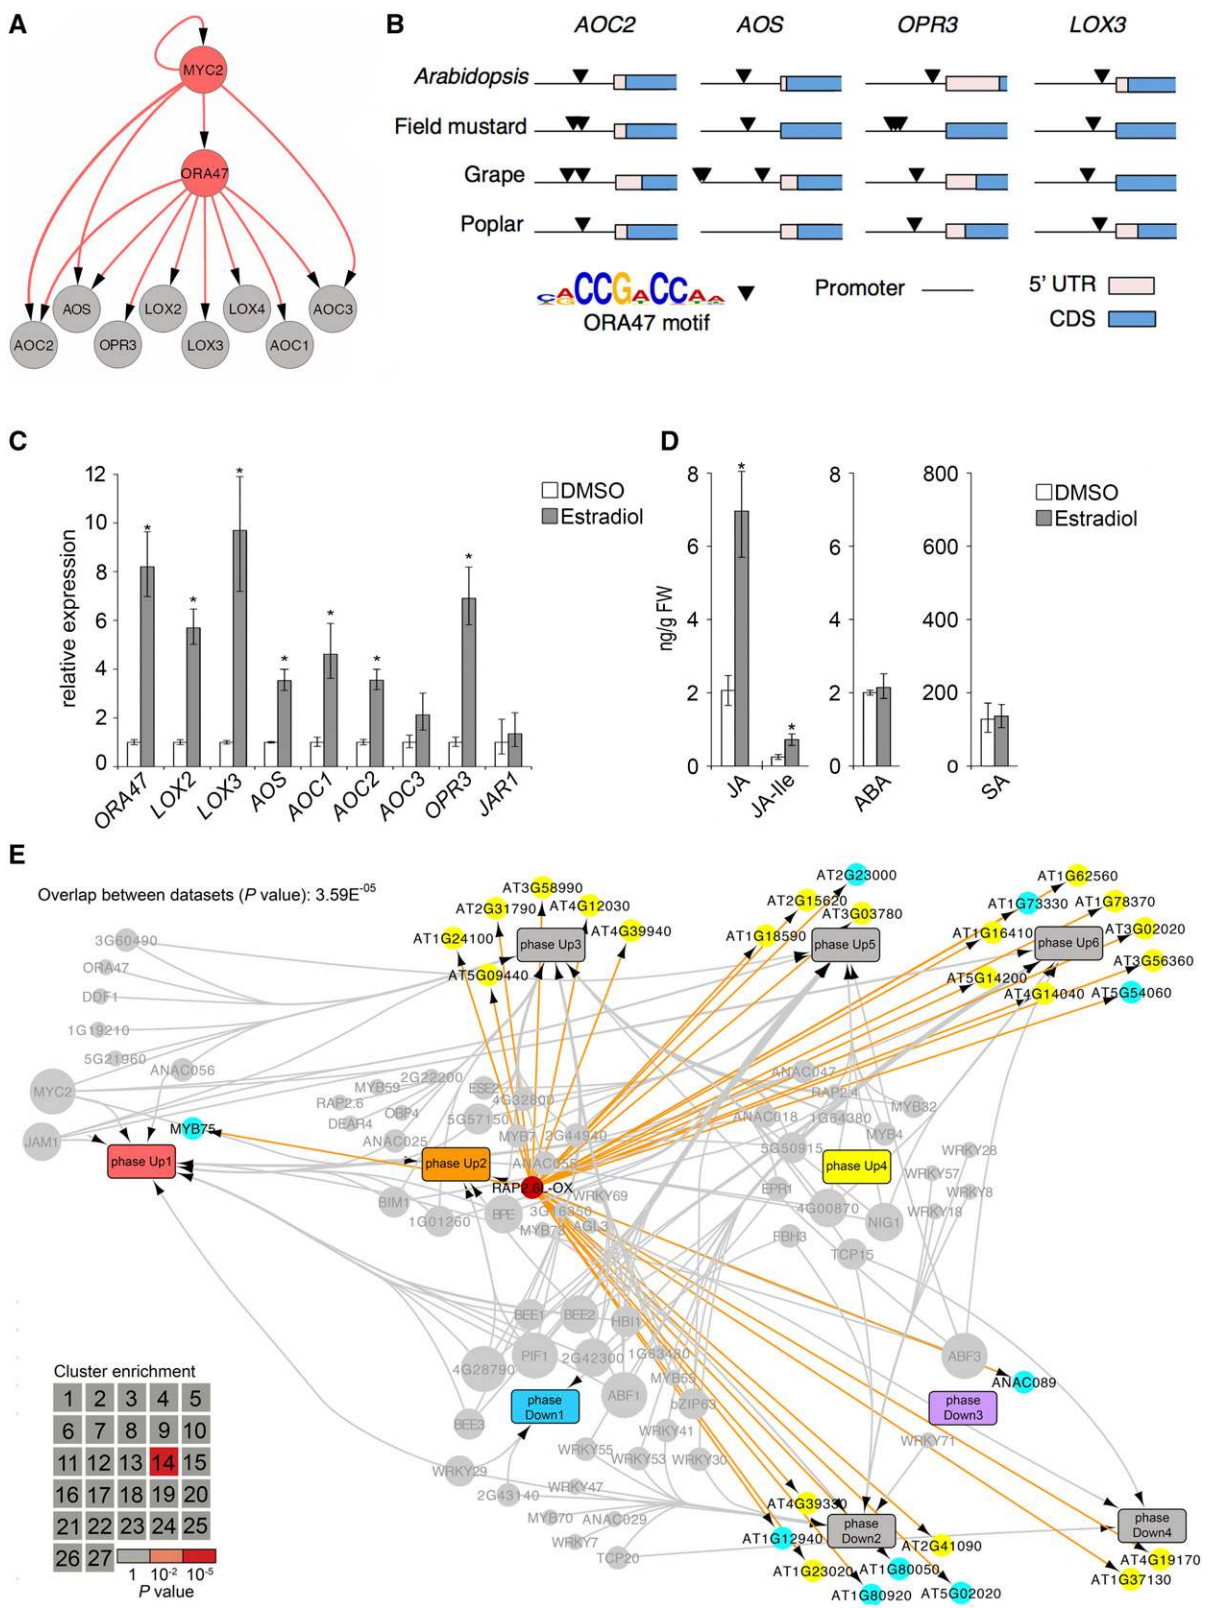 A
MYC2
ORA47
AOS
LOX2
LOX4
AOC3
AOC2
OPR3
LOX3
AOC1
B
AOC2 AOS OPR3 LOX3
Arabidopsis
Field mustard
Grape
Poplar
ORA47 motif
Promoter
5' UTR
CDS
C
relative expression
12
10
8
6
4
2
0
ORA47 LOX2 LOX3 AOS AOC1 AOC2 AOC3 OPR3 JAR1
* * * * * * *
DMSO
Estradiol
D
ng/g FW
8
6
4
2
0
* *
JA JA-Ile
8
6
4
2
0
ABA
800
600
400
200
0
SA
DMSO
Estradiol
E
Overlap between datasets (P value): 3.59E-05
3G60490
ORA47
DDF1
1G19210
5G21960
ANAC056
MYC2
JAM1
MYB75
phase Up1
AT3G58990
AT2G31790
AT4G12030
AT1G24100
AT4G39940
AT5G09440
phase Up3
AT2G23000
AT2G15620
AT3G03780
AT1G18590
phase Up5
AT1G62560
AT1G73330
AT1G78370
AT1G16410
AT3G02020
phase Up6
AT3G56360
AT5G14200
AT4G14040
AT5G54060
2G22200
MYB59
RAP2.6
OBP4
DEAR4
ANAC025
ESE2
4G32800
5G57150
MYB7
2G44940
ANAC055
phase Up2
RAP2.6L-OX
WRKY69
3G16350
AGL3
MYB73
BIM1
1G01260
BPE
ANAC047
RAP2.4
ANAC018
1G64380
MYB32
MYB4
5G50915
phase Up4
EPR1
4G00870
NIG1
FBH3
TCP15
WRKY28
WRKY57
WRKY8
WRKY18
BEE1
BEE2
HBI1
4G28790
PIF1
2G42300
1G63480
MYB55
ABF1
bZIP63
phase Down1
BEE3
WRKY41
WRKY55
WRKY53
WRKY30
WRKY29
WRKY47
2G43140
MYB70
ANAC029
WRKY7
TCP20
ABF3
ANAC089
phase Down3
WRKY71
AT4G39330
AT1G12940
phase Down2
AT2G41090
AT1G23020
AT1G80050
AT1G80920
AT5G02020
phase Down4
AT4G19170
AT1G37130
Cluster enrichment
1 2 3 4 5
6 7 8 9 10
11 12 13 14 15
16 17 18 19 20
21 22 23 24 25
26 27
1 10-2 10-5
P value